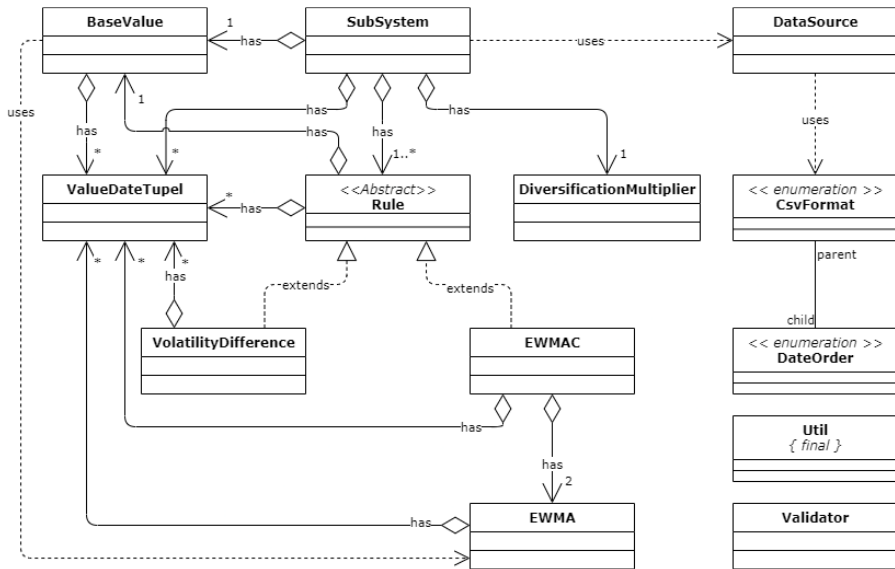 BaseValue
1
has
SubSystem
uses
DataSource
uses
has
*
1
has
*
has
has
1..*
has
1
uses
ValueDateTupel
*
has
<<Abstract>>
Rule
DiversificationMultiplier
<< enumeration >>
CsvFormat
*
*
*
has
extends
extends
parent
child
VolatilityDifference
EWMAC
<< enumeration >>
DateOrder
has
has
2
Util
{ final }
has
EWMA
Validator